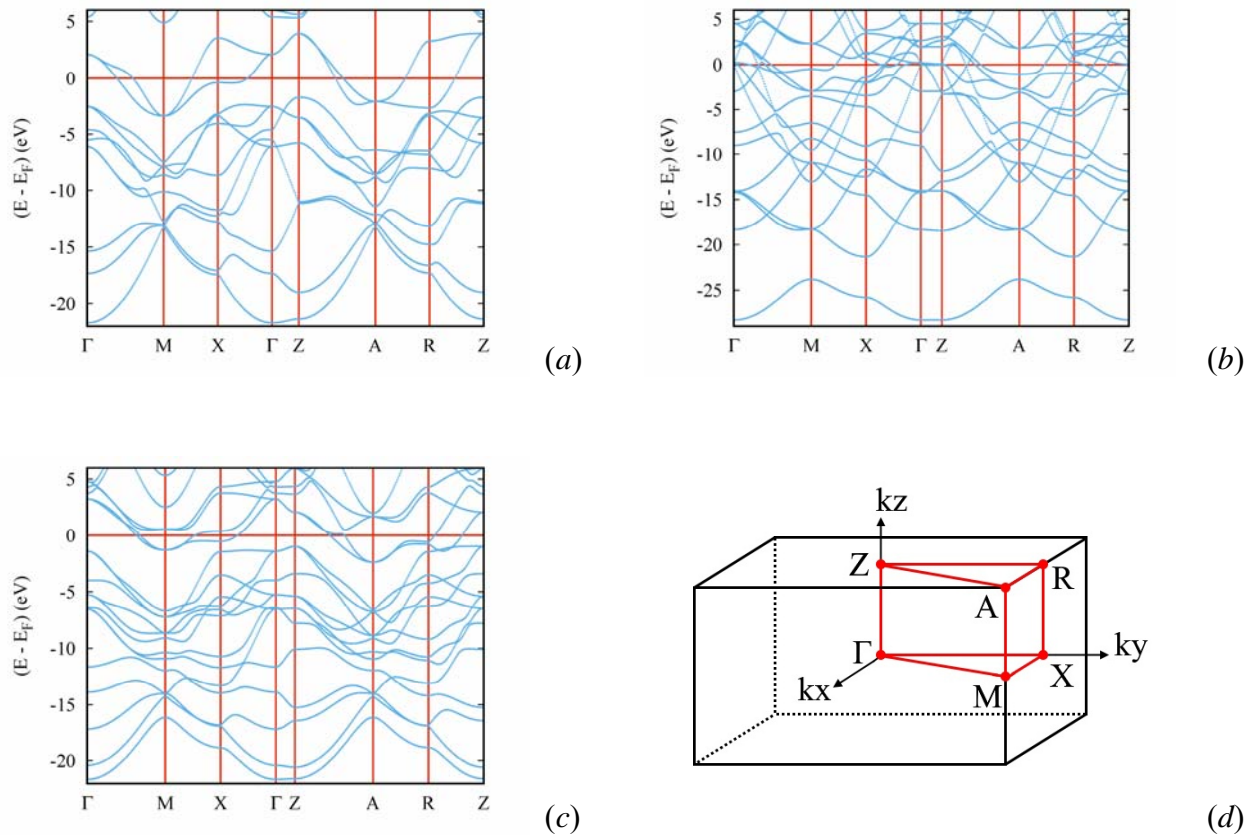 5
0
-5
-10
-15
-20
(E - E_F) (eV)
Γ M X Γ Z A R Z
(a)
5
0
-5
-10
-15
-20
-25
(E - E_F) (eV)
Γ M X Γ Z A R Z
(b)
5
0
-5
-10
-15
-20
(E - E_F) (eV)
Γ M X Γ Z A R Z
(c)
kz
Z
R
A
Γ
X
ky
kx
M
(d)